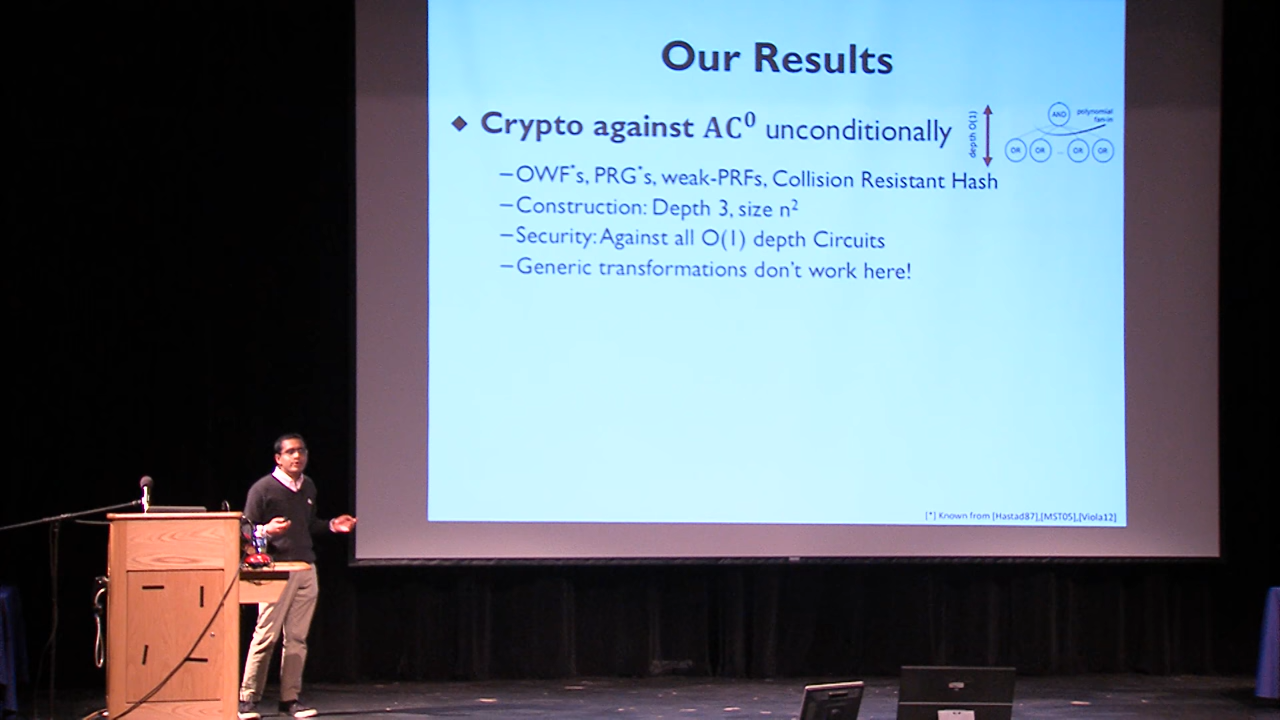 Our Results
◆ Crypto against AC⁰ unconditionally
depth O(1)
AND
polynomial
fan-in
OR OR ... OR OR
–OWF*s, PRG*s, weak-PRFs, Collision Resistant Hash
–Construction: Depth 3, size n²
–Security: Against all O(1) depth Circuits
–Generic transformations don't work here!
[*] Known from [Hastad87],[MST05],[Viola12]